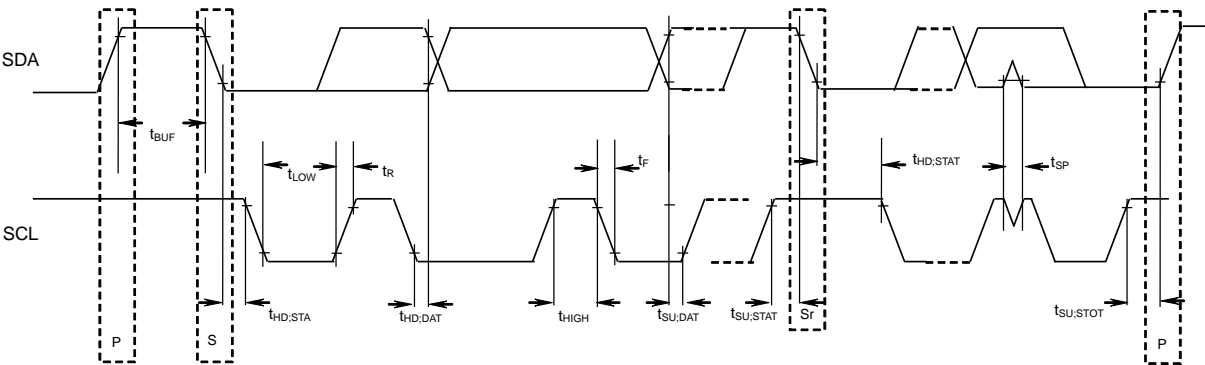 SDA
tBUF
tLOW
tR
tF
tHD;STAT
tSP
SCL
tHD;STA
tHD;DAT
tHIGH
tSU;DAT
tSU;STAT
Sr
tSU;STOT
P
S
P